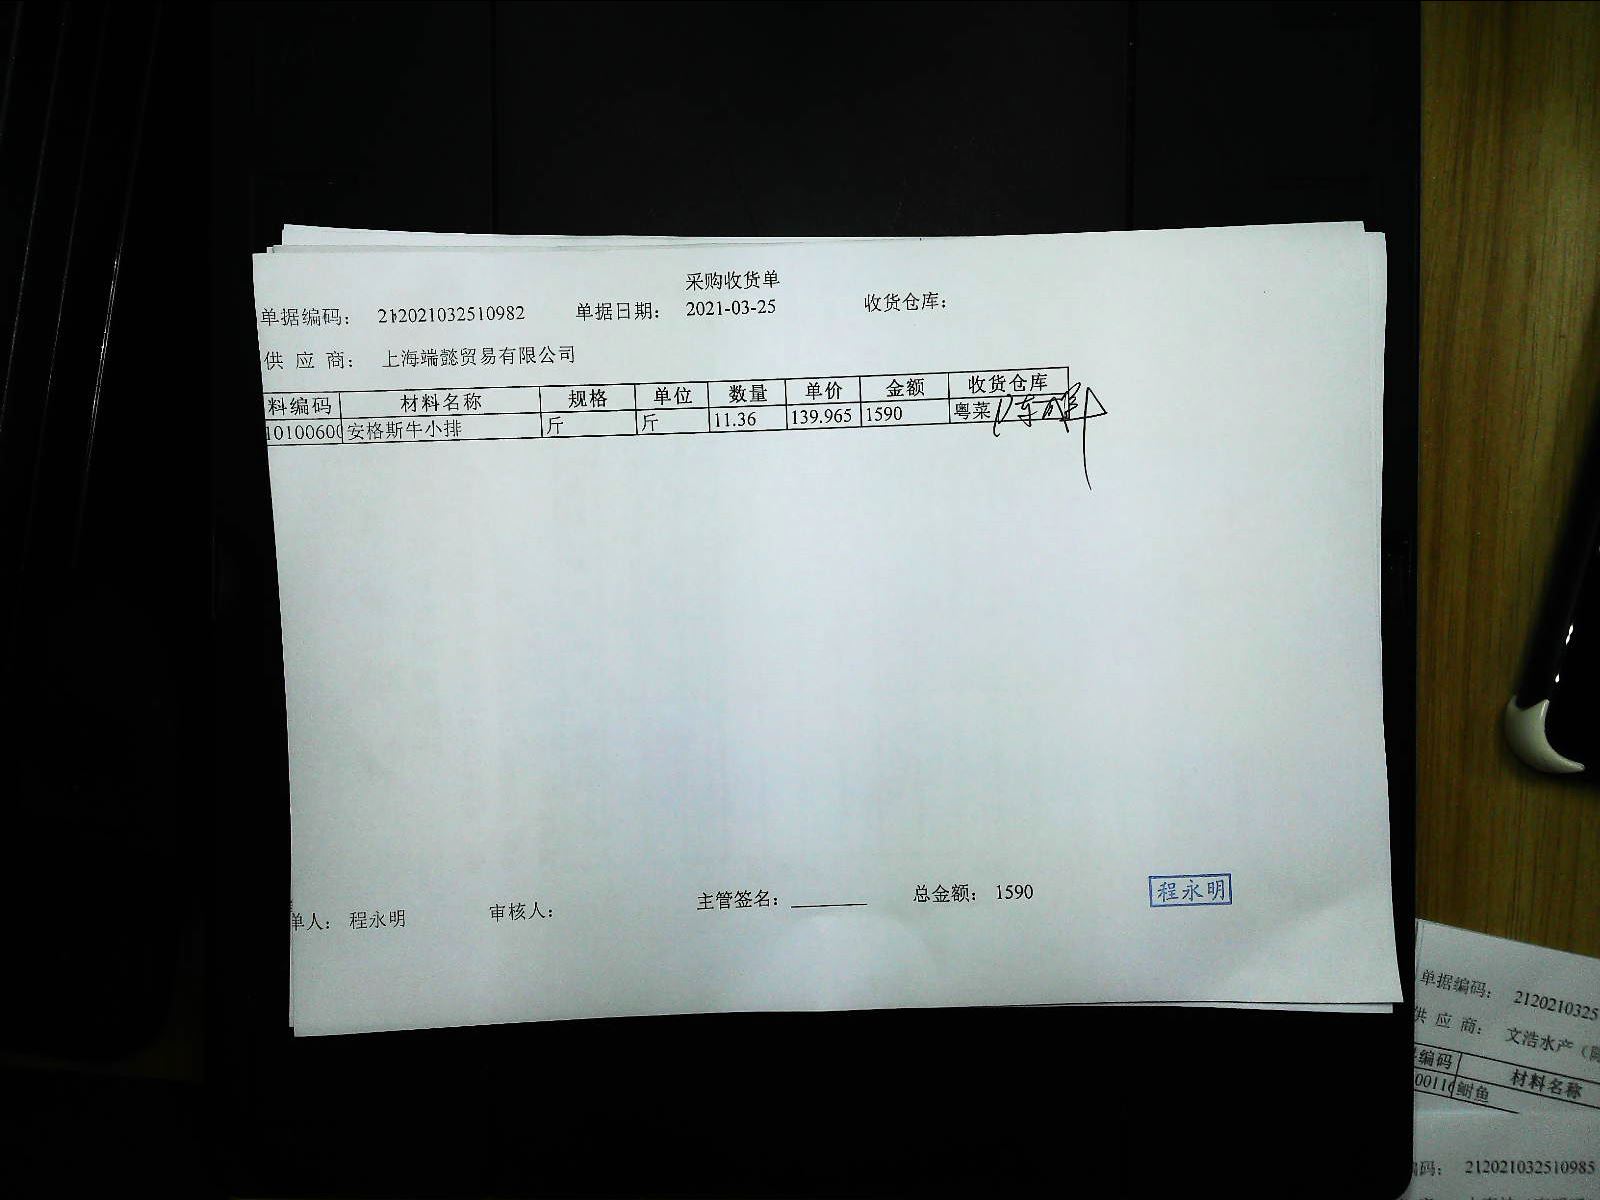 采购收货单
单据编码： 212021032510982 单据日期： 2021-03-25 收货仓库：
供 应 商： 上海端懿贸易有限公司
料编码 材料名称 规格 单位 数量 单价 金额 收货仓库
10100600 安格斯牛小排 斤 斤 11.36 139.965 1590 粤菜
单人： 程永明 审核人： 主管签名： 总金额： 1590
程永明
单据编码： 2120210325
供 应 商： 文浩水产（陈
编码 材料名称
00116 鲥鱼
编码： 212021032510985